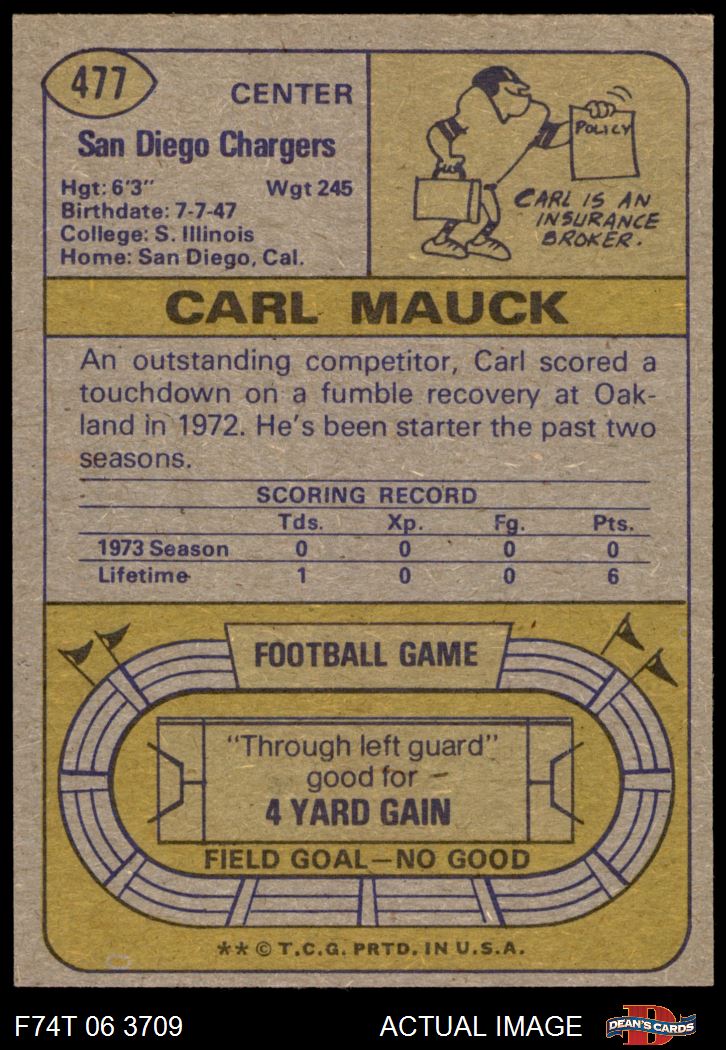 477
CENTER
San Diego Chargers
Hgt: 6'3" Wgt 245
Birthdate: 7-7-47
College: S. Illinois
Home: San Diego, Cal.
POLICY
CARL IS AN
INSURANCE
BROKER.
CARL MAUCK
An outstanding competitor, Carl scored a
touchdown on a fumble recovery at Oak-
land in 1972. He's been starter the past two
seasons.
SCORING RECORD
Tds. Xp. Fg. Pts.
1973 Season 0 0 0 0
Lifetime 1 0 0 6
FOOTBALL GAME
"Through left guard"
good for
4 YARD GAIN
FIELD GOAL—NO GOOD
** © T.C.G. PRTD. IN U.S.A.
F74T 06 3709 ACTUAL IMAGE
D
DEAN'S CARDS